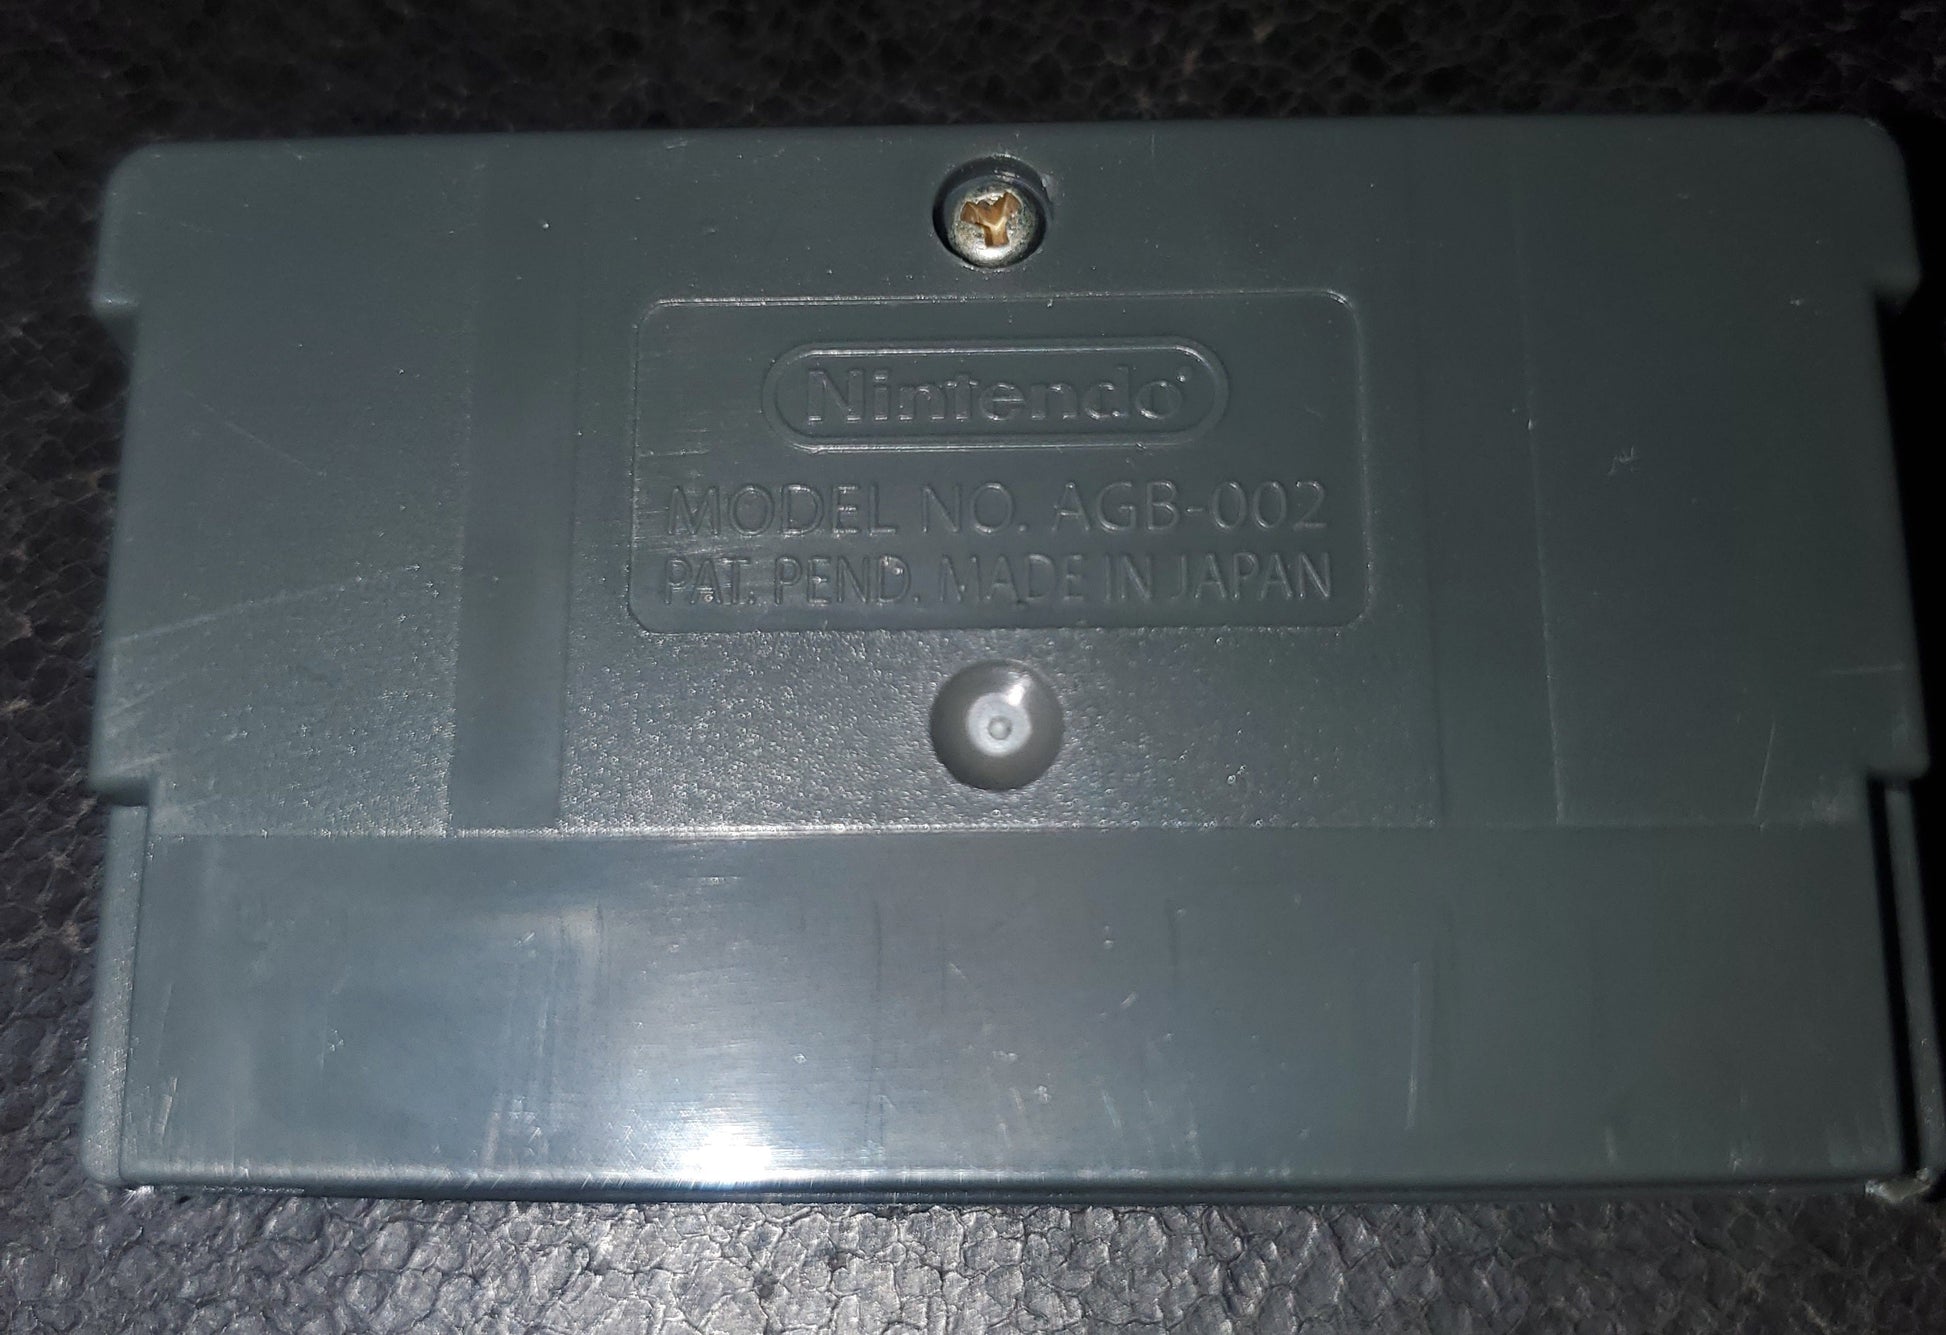 Nintendo
MODEL NO. AGB-002
PAT. PEND. MADE IN JAPAN